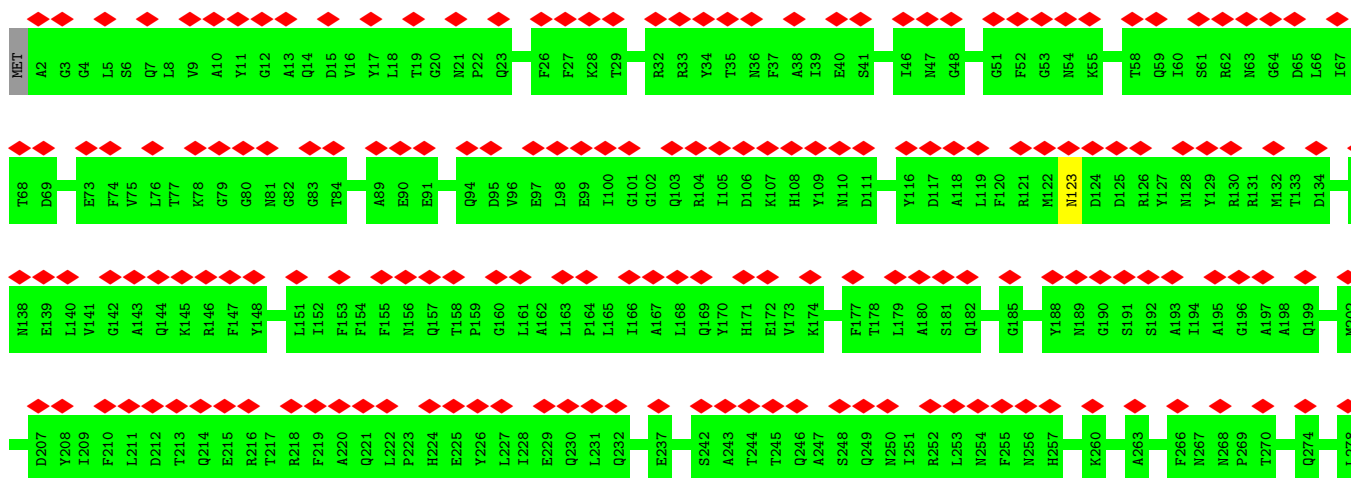 MET A2 G3 G4 L5 S6 Q7 L8 V9 A10 Y11 G12 A13 Q14 D15 V16 Y17 L18 T19 G20 N21 P22 Q23 F26 F27 K28 T29 R32 R33 Y34 T35 N36 F37 A38 I39 E40 S41 I46 N47 G48 G51 F52 G53 N54 K55 T58 Q59 I60 S61 R62 N63 G64 D65 L66 I67
T68 D69 E73 F74 V75 L76 T77 K78 G79 G80 N81 G82 G83 T84 A89 E90 E91 Q94 D95 V96 E97 L98 E99 I100 G101 G102 Q103 R104 I105 D106 K107 H108 Y109 N110 D111 Y116 D117 A118 L119 F120 R121 M122 N123 D124 D125 R126 Y127 N128 Y129 R130 R131 M132 T133 D134
N138 E139 L140 V141 G142 A143 Q144 K145 R146 F147 Y148 L151 I152 F153 F154 F155 N156 Q157 T158 P159 G160 L161 A162 L163 P164 L165 I166 A167 L168 Q169 Y170 H171 E172 V173 K174 F177 T178 L179 A180 S181 Q182 G185 Y188 N189 G190 S191 S192 A193 I194 A195 G196 A197 A198 Q199
D207 Y208 I209 F210 L211 D212 T213 Q214 E215 R216 T217 R218 F219 A220 Q221 L222 P223 H224 E225 Y226 L227 I228 E229 Q230 L231 Q232 E237 S242 A243 T244 T245 Q246 A247 S248 Q249 N250 I251 R252 L253 N254 F255 N256 H257 K260 A263 F266 N267 N268 P269 T270 Q274